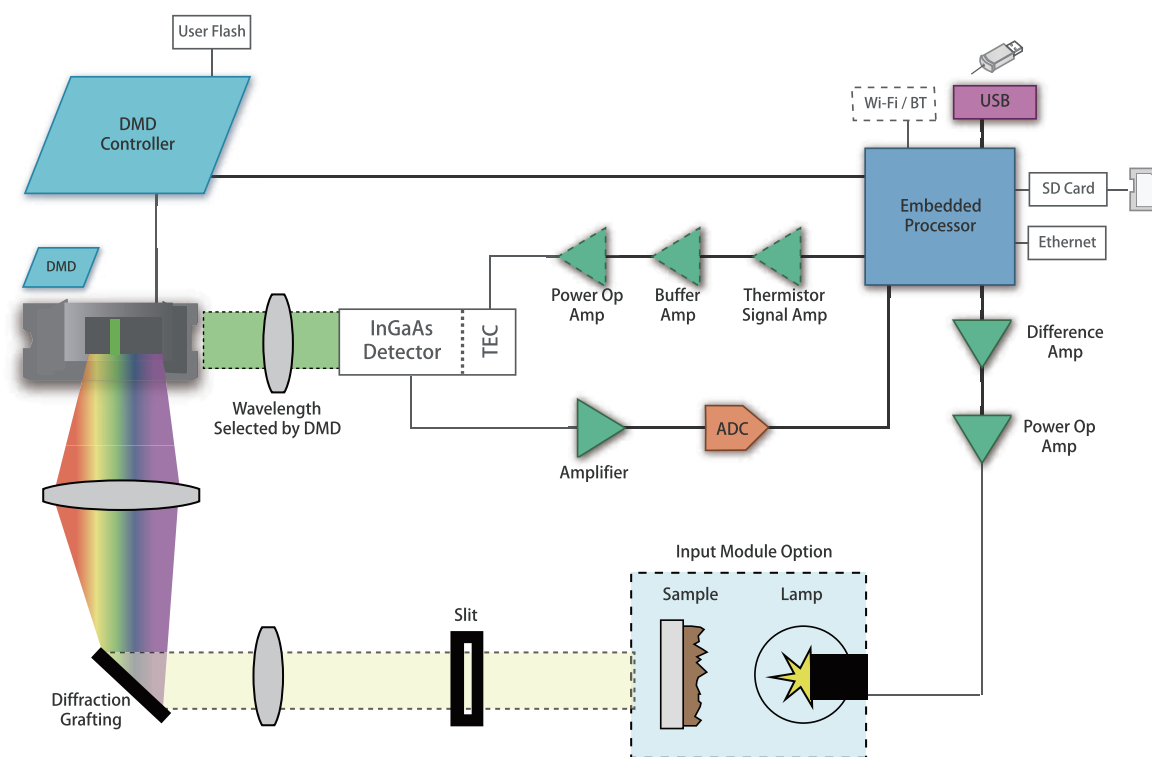 User Flash
DMD
Controller
Wi-Fi / BT
USB
Embedded
Processor
SD Card
Ethernet
DMD
Power Op
Amp
Buffer
Amp
Thermistor
Signal Amp
InGaAs
Detector
TEC
Difference
Amp
Wavelength
Selected by DMD
Amplifier
ADC
Power Op
Amp
Input Module Option
Sample
Lamp
Slit
Diffraction
Grafting